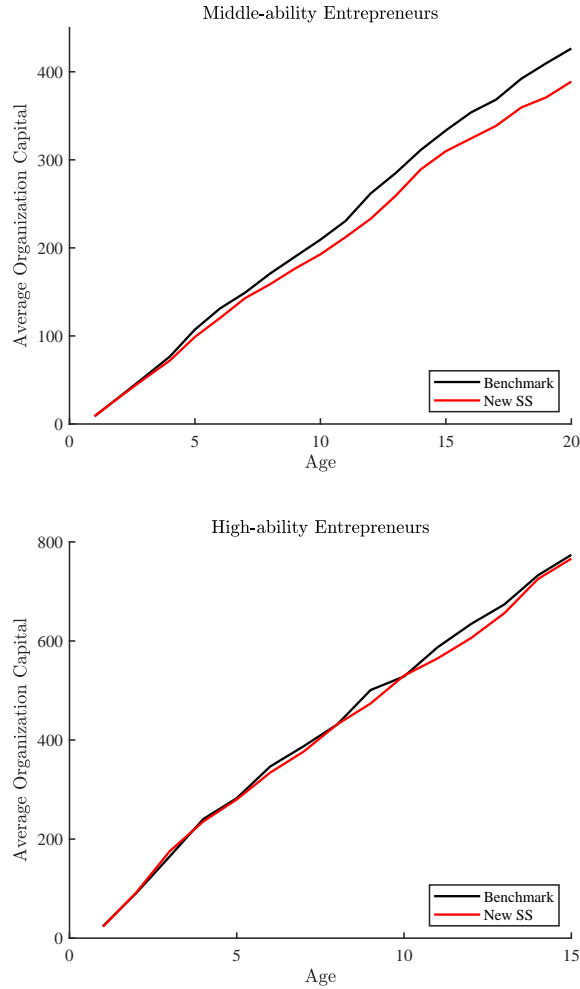 Middle-ability Entrepreneurs
400
300
200
100
0
Average Organization Capital
Benchmark
New SS
0 5 10 15 20
Age
High-ability Entrepreneurs
800
600
400
200
0
Average Organization Capital
Benchmark
New SS
0 5 10 15
Age